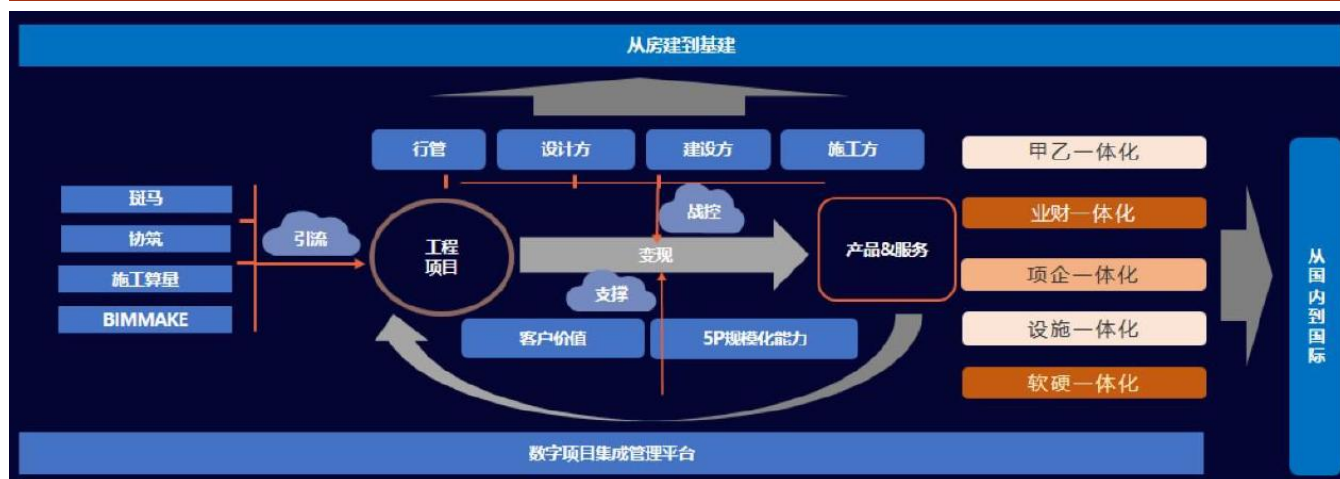 从房建到基建
行管
设计方
建设方
施工方
斑马
协筑
施工算量
BIMMAKE
引流
工程
项目
战控
变现
支撑
产品&服务
客户价值
5P规模化能力
甲乙一体化
业财一体化
项企一体化
设施一体化
软硬一体化
从国内到国际
数字项目集成管理平台